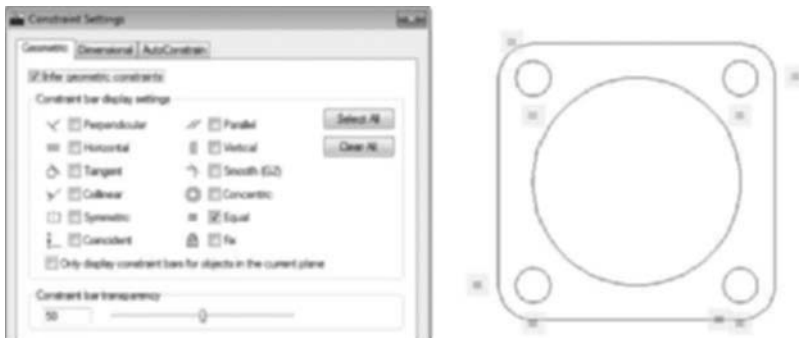 Constraint Settings
Geometric Dimensional AutoConstrain
Infer geometric constraints
Constraint bar display settings
Perpendicular Parallel Select All
Horizontal Vertical Clear All
Tangent Smooth (G2)
Collinear Concentric
Symmetric Equal
Coincident Fix
Only display constraint bars for objects in the current plane
Constraint bar transparency
50